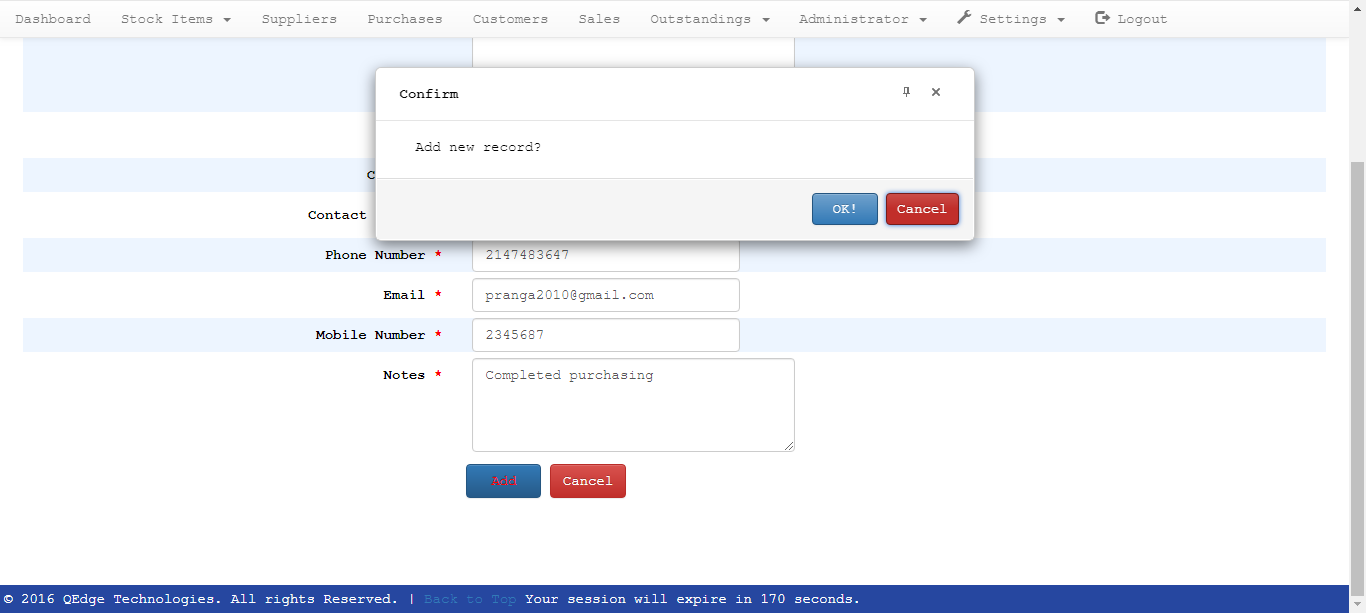 Dashboard Stock Items Suppliers Purchases Customers Sales Outstandings Administrator Settings Logout
Confirm
Add new record?
OK! Cancel
Contact
Phone Number * 2147483647
Email * pranga2010@gmail.com
Mobile Number * 2345687
Notes * Completed purchasing
Add Cancel
© 2016 QEdge Technologies. All rights Reserved. | Back to Top Your session will expire in 170 seconds.